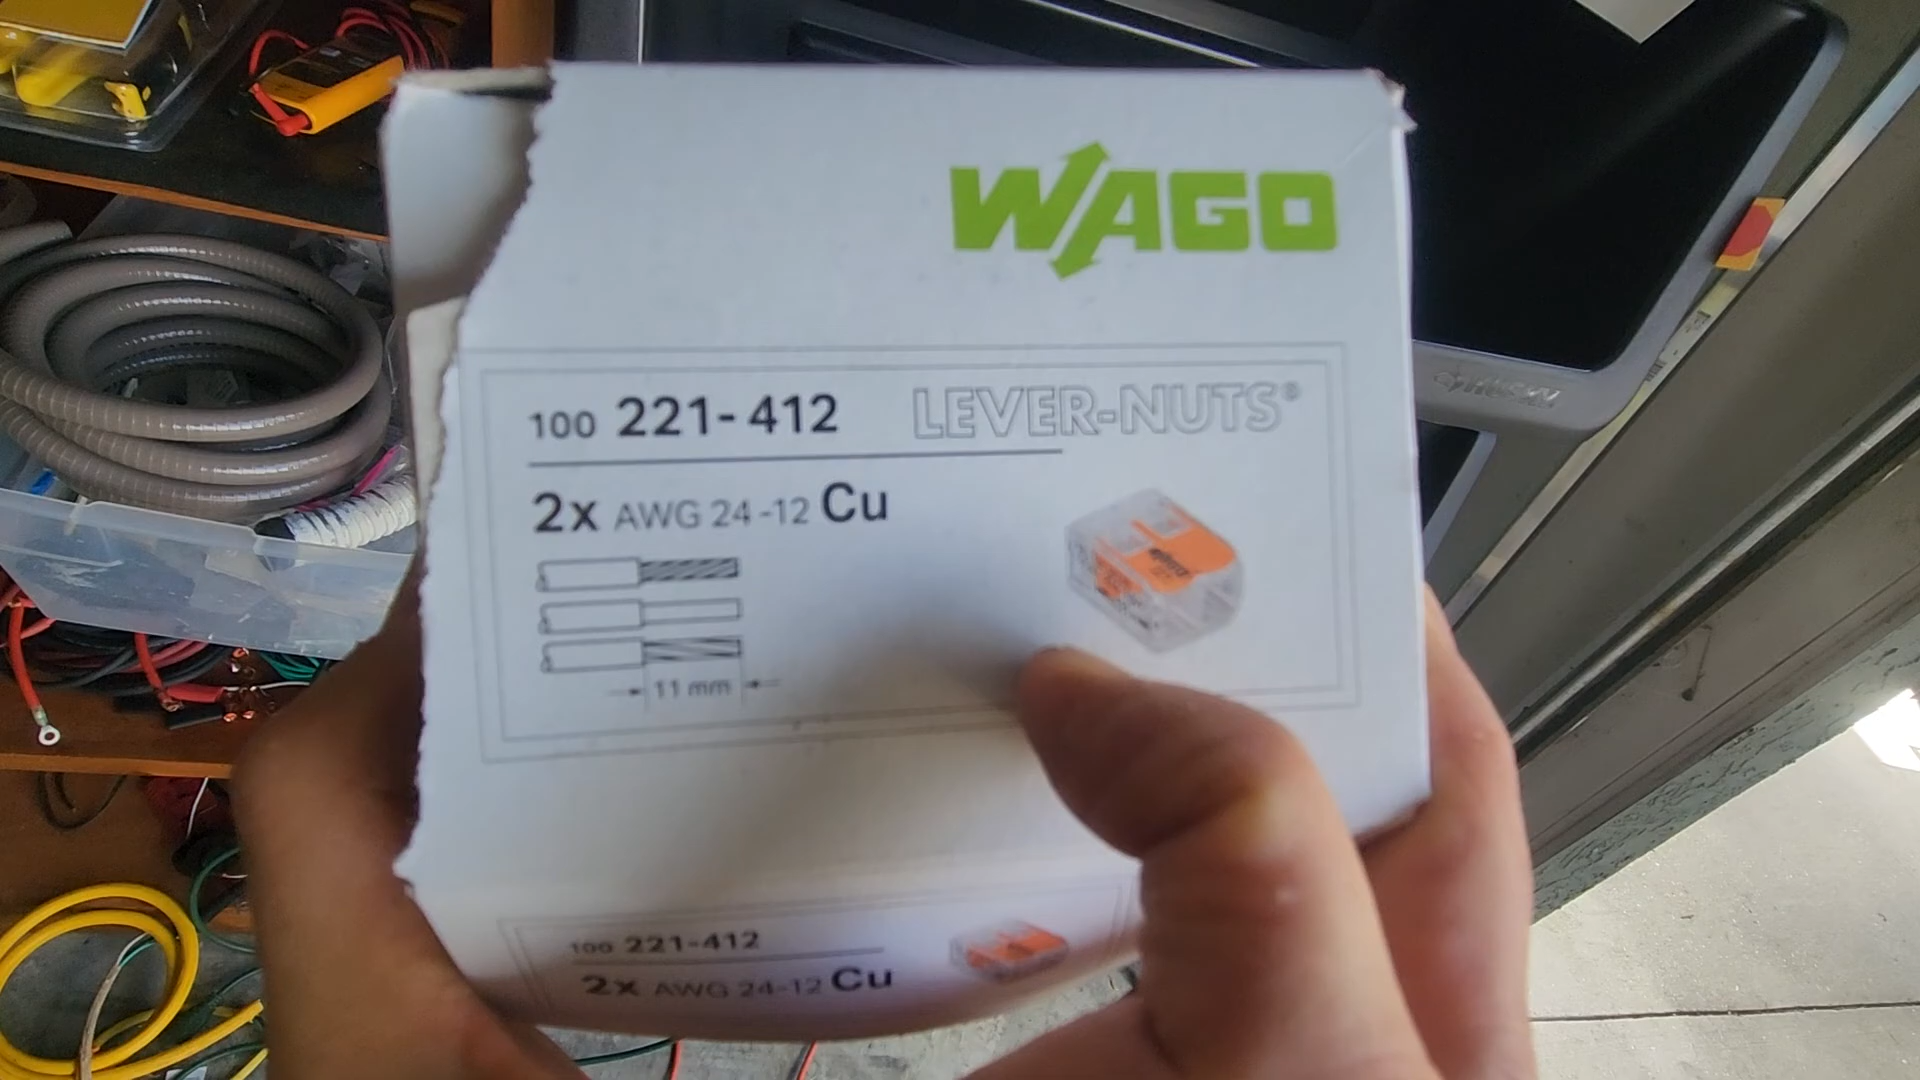 WAGO
100 221-412 LEVER-NUTS®
2x AWG 24-12 Cu
11 mm
100 221-412
2x AWG 24-12 Cu